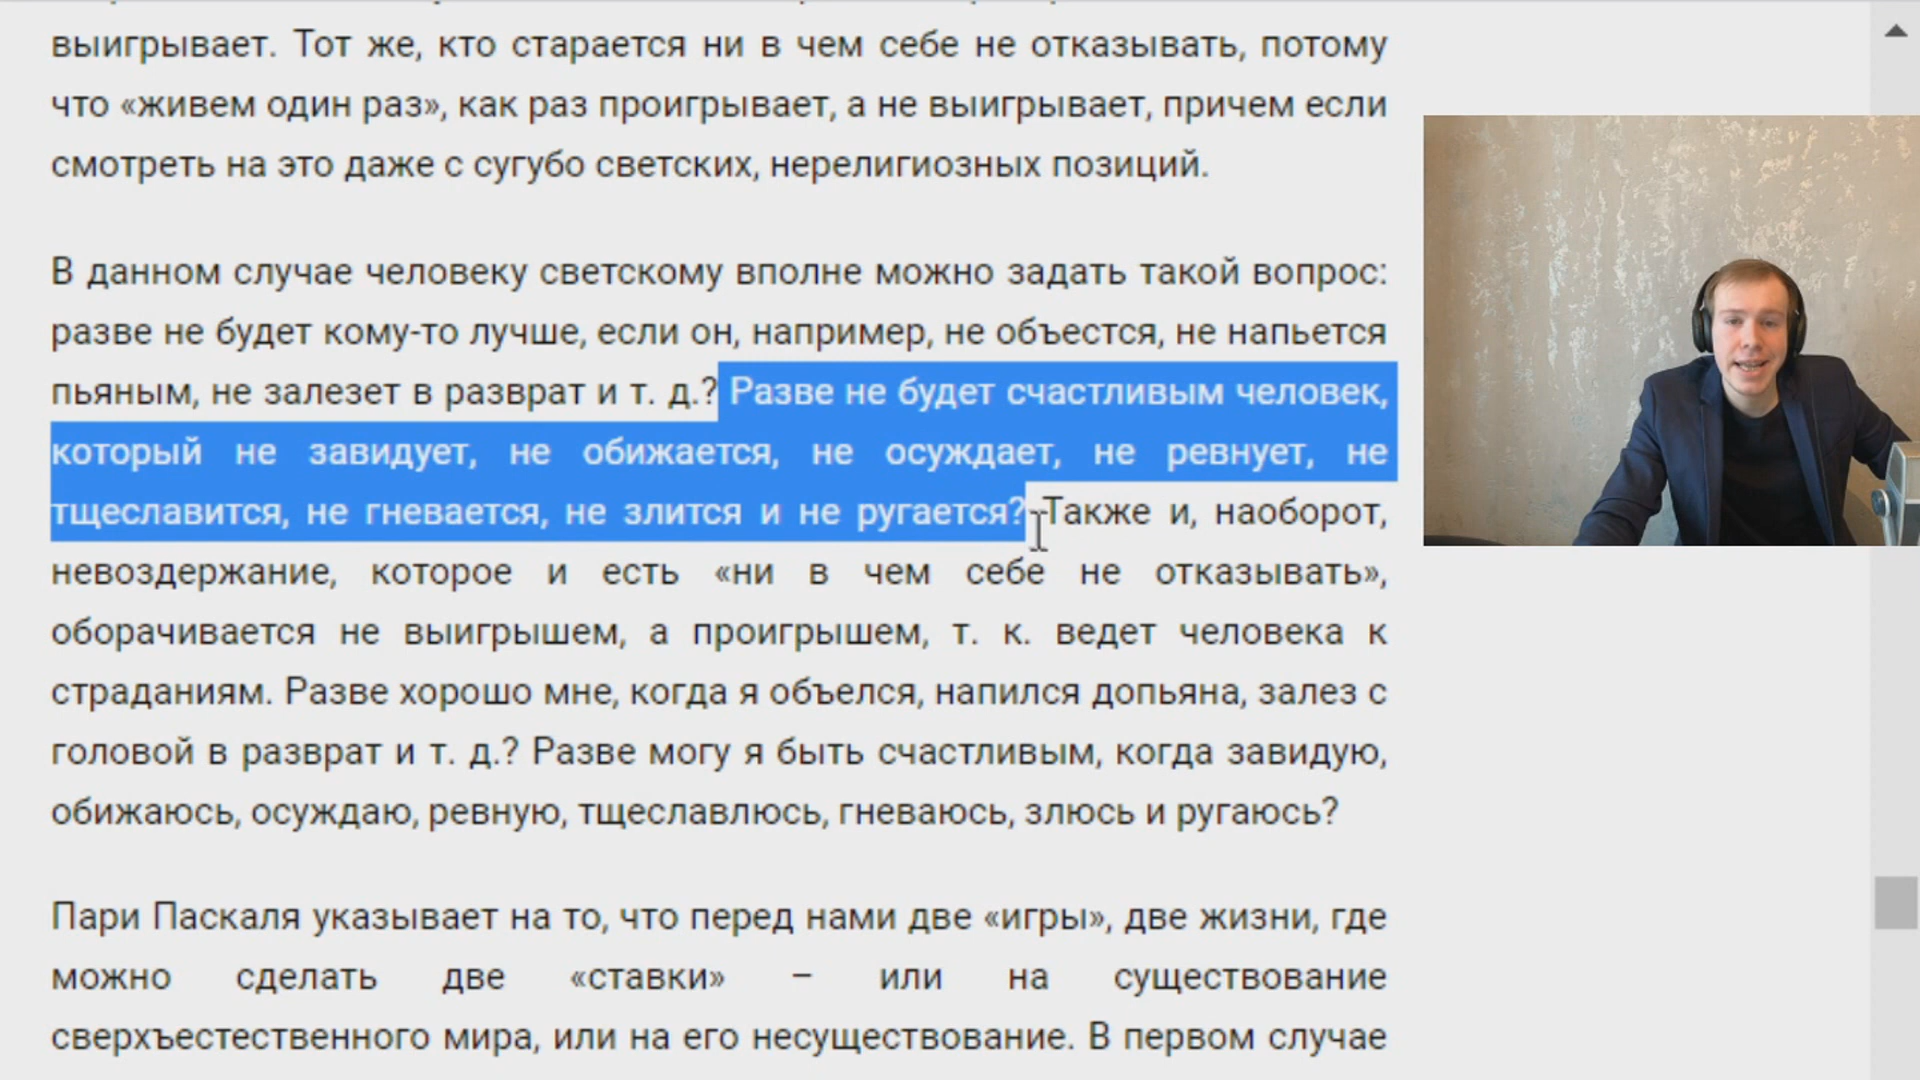 выигрывает. Тот же, кто старается ни в чем себе не отказывать, потому
что «живем один раз», как раз проигрывает, а не выигрывает, причем если
смотреть на это даже с сугубо светских, нерелигиозных позиций.
В данном случае человеку светскому вполне можно задать такой вопрос:
разве не будет кому-то лучше, если он, например, не объестся, не напьется
пьяным, не залезет в разврат и т. д.? Разве не будет счастливым человек,
который не завидует, не обижается, не осуждает, не ревнует, не
тщеславится, не гневается, не злится и не ругается? Также и, наоборот,
невоздержание, которое и есть «ни в чем себе не отказывать»,
оборачивается не выигрышем, а проигрышем, т. к. ведет человека к
страданиям. Разве хорошо мне, когда я объелся, напился допьяна, залез с
головой в разврат и т. д.? Разве могу я быть счастливым, когда завидую,
обижаюсь, осуждаю, ревную, тщеславлюсь, гневаюсь, злюсь и ругаюсь?
Пари Паскаля указывает на то, что перед нами две «игры», две жизни, где
можно сделать две «ставки» – или на существование
сверхъестественного мира, или на его несуществование. В первом случае